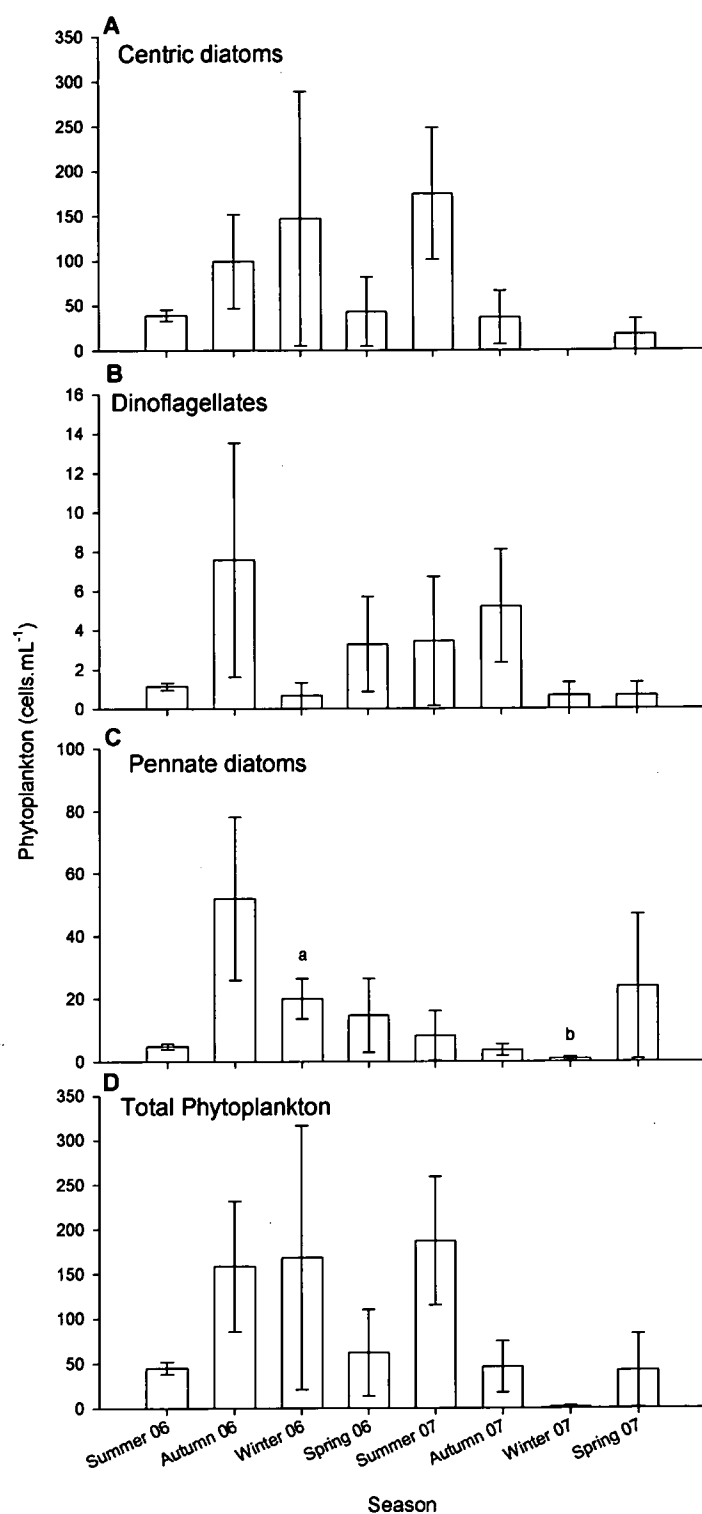 A
Centric diatoms
350
300
250
200
150
100
50
0
B
Dinoflagellates
16
14
12
10
8
6
4
2
0
Phytoplankton (cells.mL⁻¹)
C
Pennate diatoms
100
80
60
40
20
0
a
b
D
Total Phytoplankton
350
300
250
200
150
100
50
0
Summer 06 Autumn 06 Winter 06 Spring 06 Summer 07 Autumn 07 Winter 07 Spring 07
Season